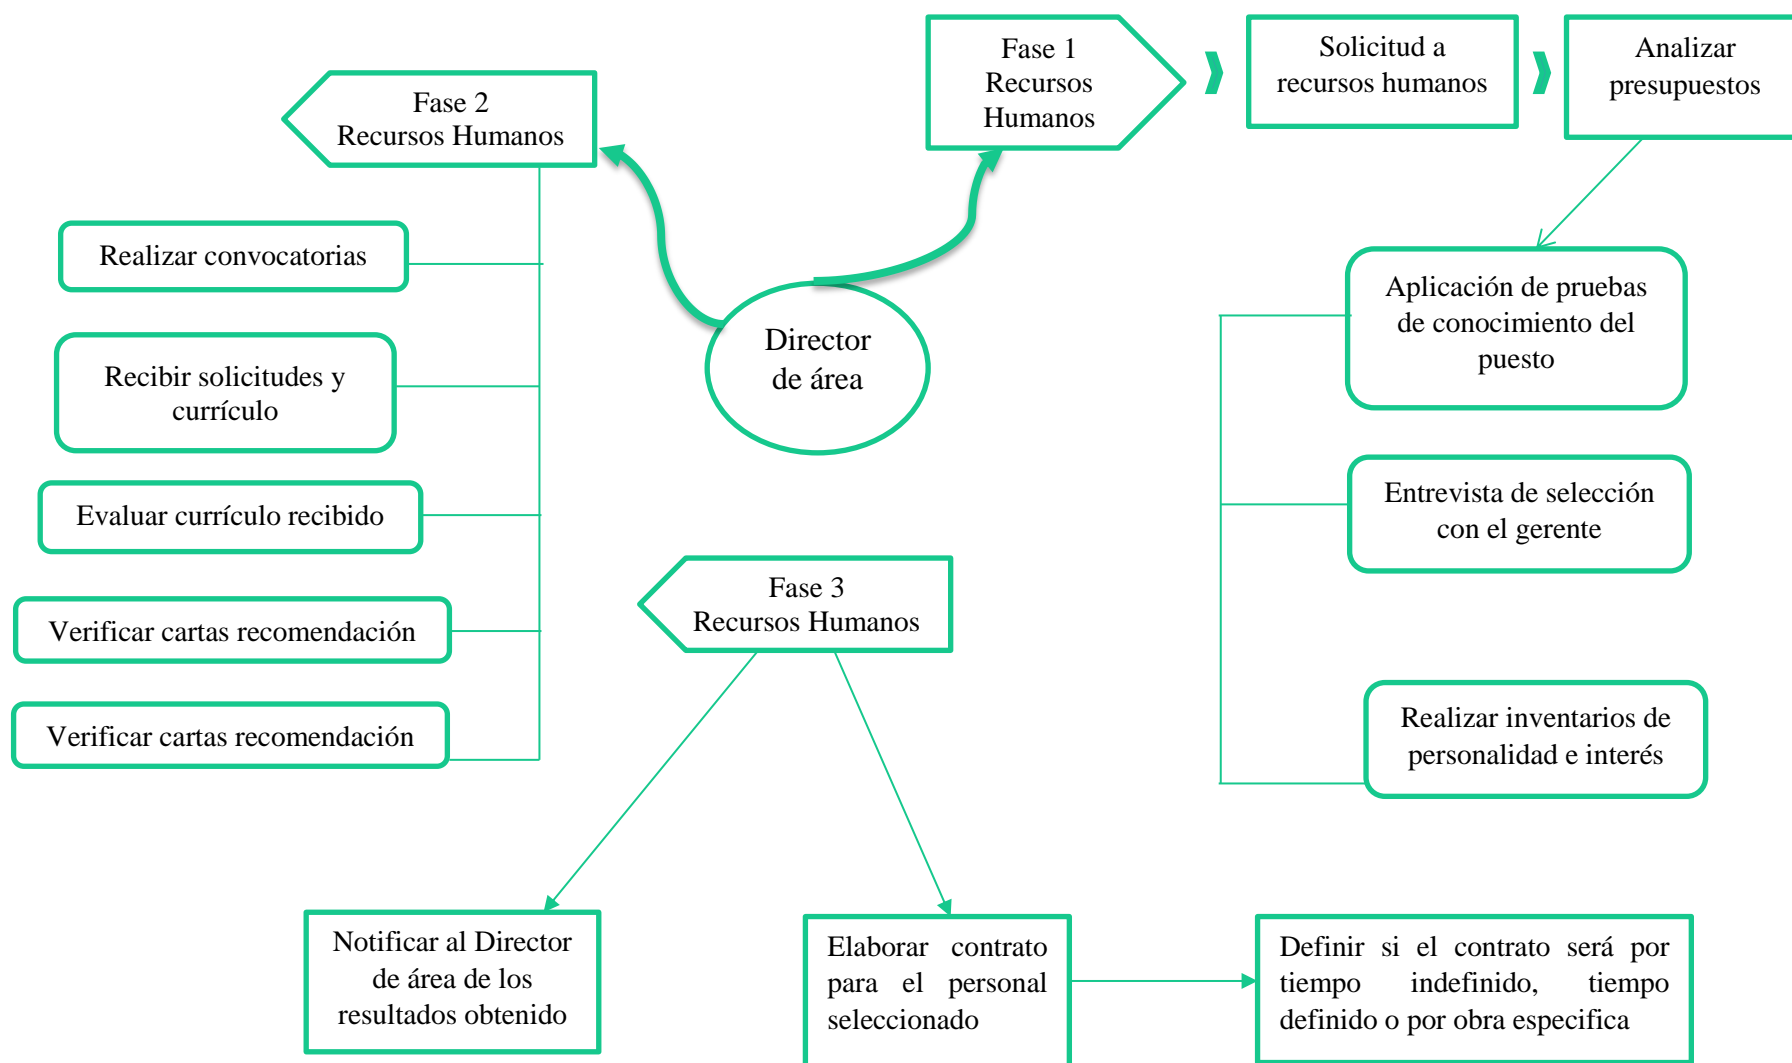 Fase 1
Recursos
Humanos
Solicitud a
recursos humanos
Analizar
presupuestos
Fase 2
Recursos Humanos
Realizar convocatorias
Recibir solicitudes y
currículo
Evaluar currículo recibido
Verificar cartas recomendación
Verificar cartas recomendación
Director
de área
Aplicación de pruebas
de conocimiento del
puesto
Entrevista de selección
con el gerente
Realizar inventarios de
personalidad e interés
Fase 3
Recursos Humanos
Notificar al Director
de área de los
resultados obtenido
Elaborar contrato
para el personal
seleccionado
Definir si el contrato será por
tiempo indefinido, tiempo
definido o por obra especifica